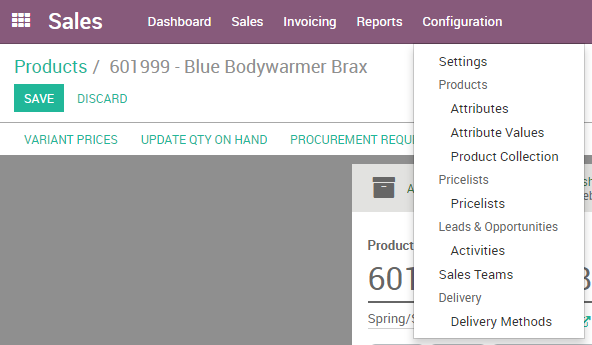 Sales Dashboard Sales Invoicing Reports Configuration
Products / 601999 - Blue Bodywarmer Brax
SAVE DISCARD
VARIANT PRICES UPDATE QTY ON HAND PROCUREMENT REQU
Settings
Products
Attributes
Attribute Values
Product Collection
Pricelists
Pricelists
Leads & Opportunities
Activities
Sales Teams
Delivery
Delivery Methods
A
Product
601
Spring/S